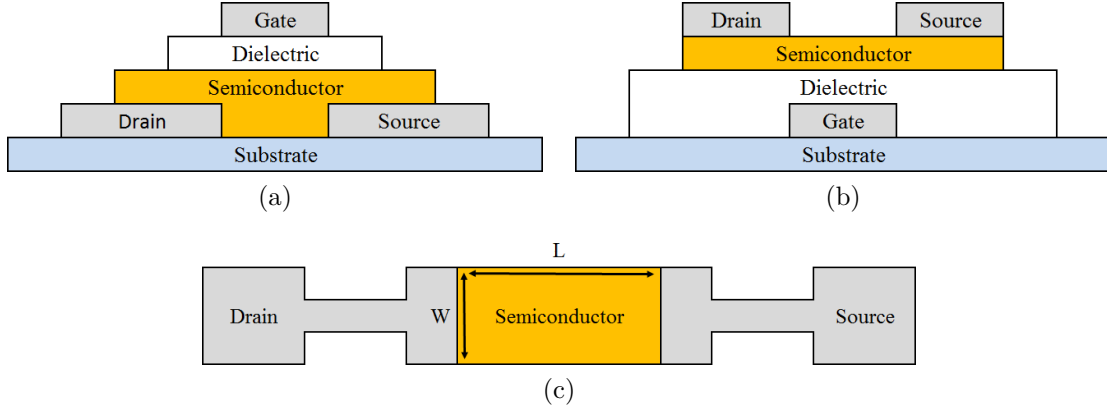 Gate
Dielectric
Semiconductor
Drain Source
Substrate
(a)
Drain Source
Semiconductor
Dielectric
Gate
Substrate
(b)
L
Drain W Semiconductor Source
(c)